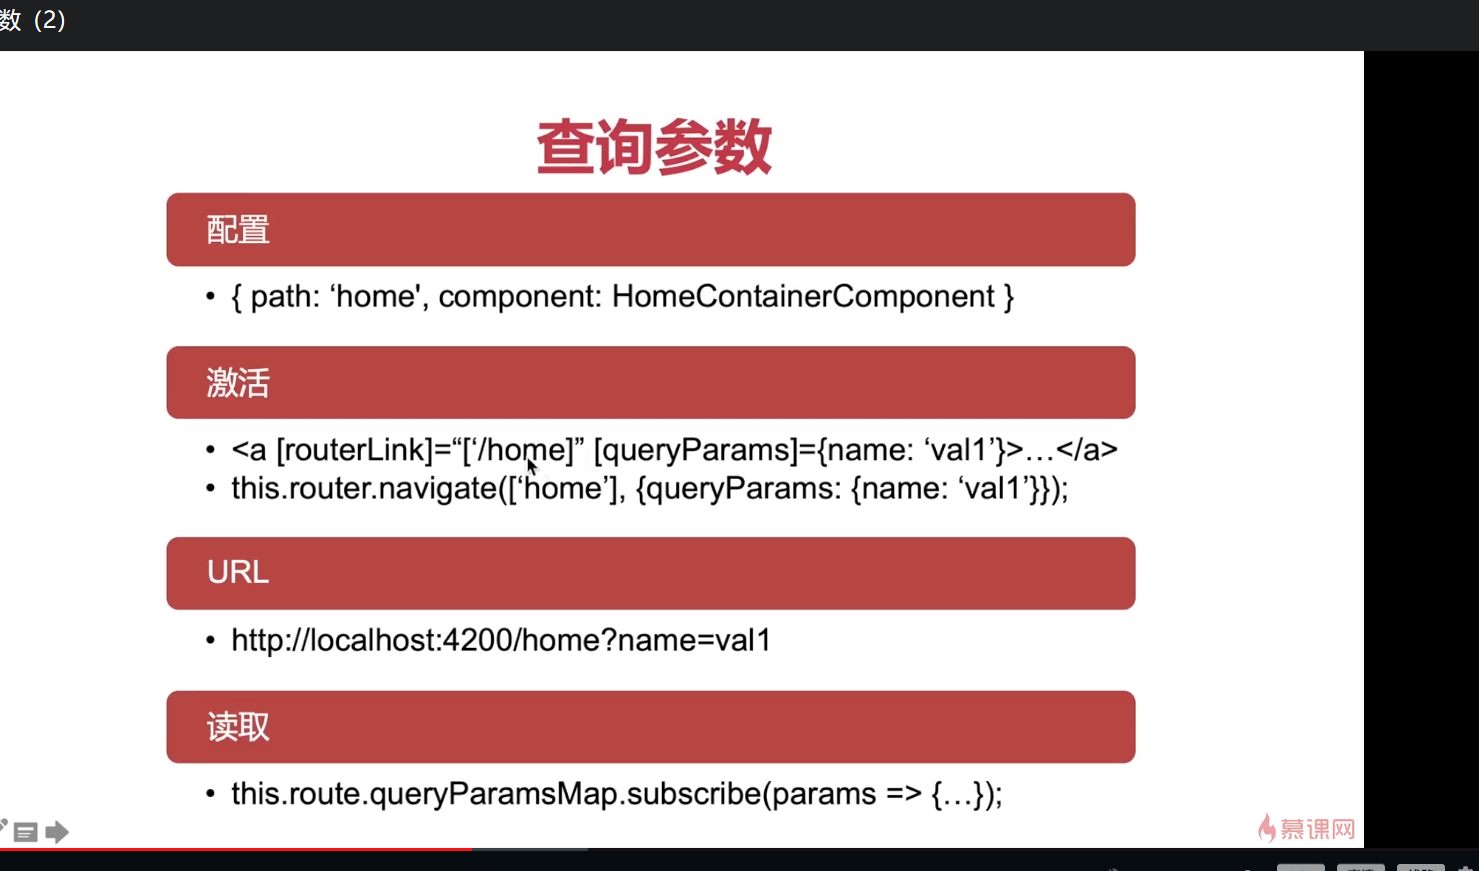 数（2）
查询参数
配置
• { path: ‘home', component: HomeContainerComponent }
激活
• <a [routerLink]=“[‘/home]” [queryParams]={name: ‘val1’}>…</a>
• this.router.navigate([‘home’], {queryParams: {name: ‘val1’}});
URL
• http://localhost:4200/home?name=val1
读取
• this.route.queryParamsMap.subscribe(params => {…});
慕课网